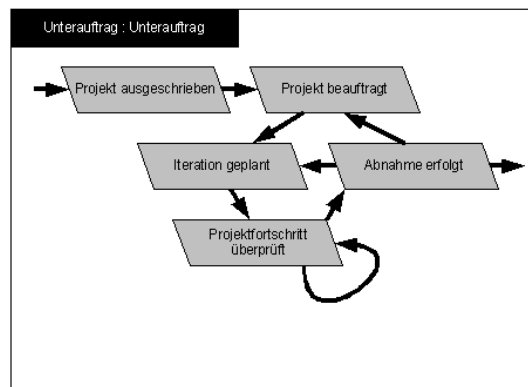 Unterauftrag : Unterauftrag
Projekt ausgeschrieben
Projekt beauftragt
Iteration geplant
Abnahme erfolgt
Projektfortschritt
überprüft